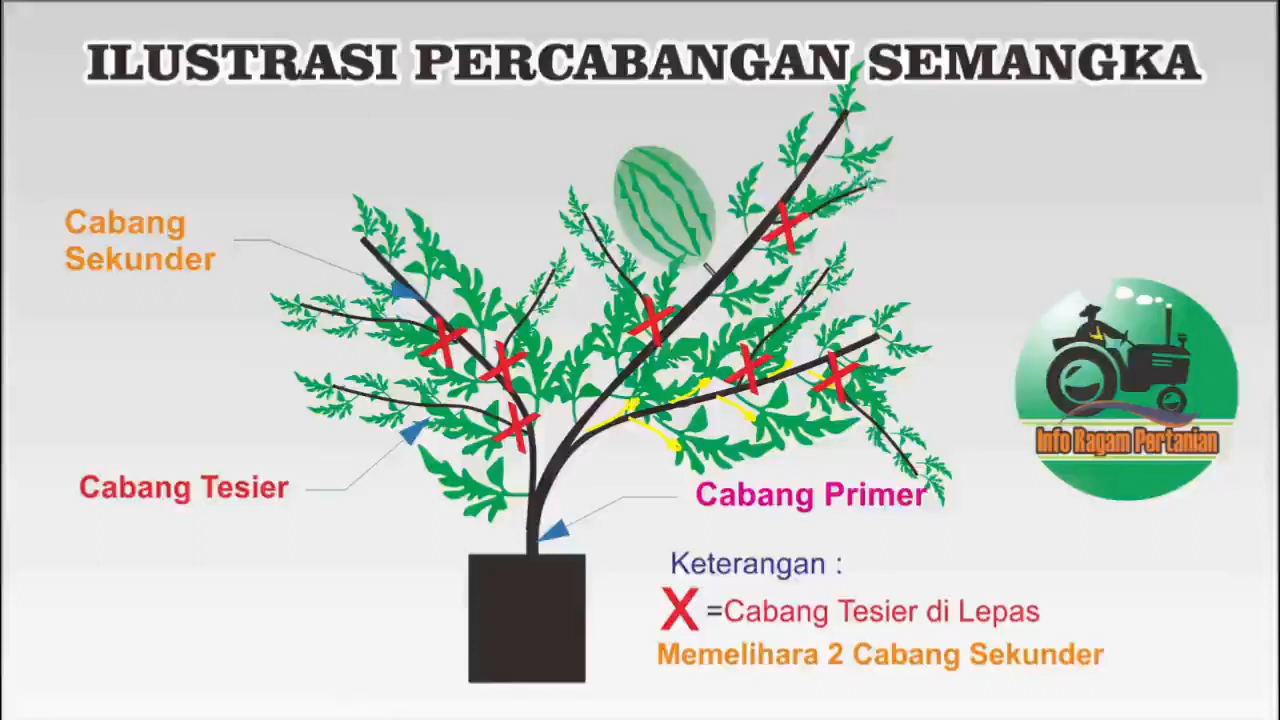 ILUSTRASI PERCABANGAN SEMANGKA
Cabang
Sekunder
Info Ragam Pertanian
Cabang Tesier
Cabang Primer
Keterangan :
X =Cabang Tesier di Lepas
Memelihara 2 Cabang Sekunder